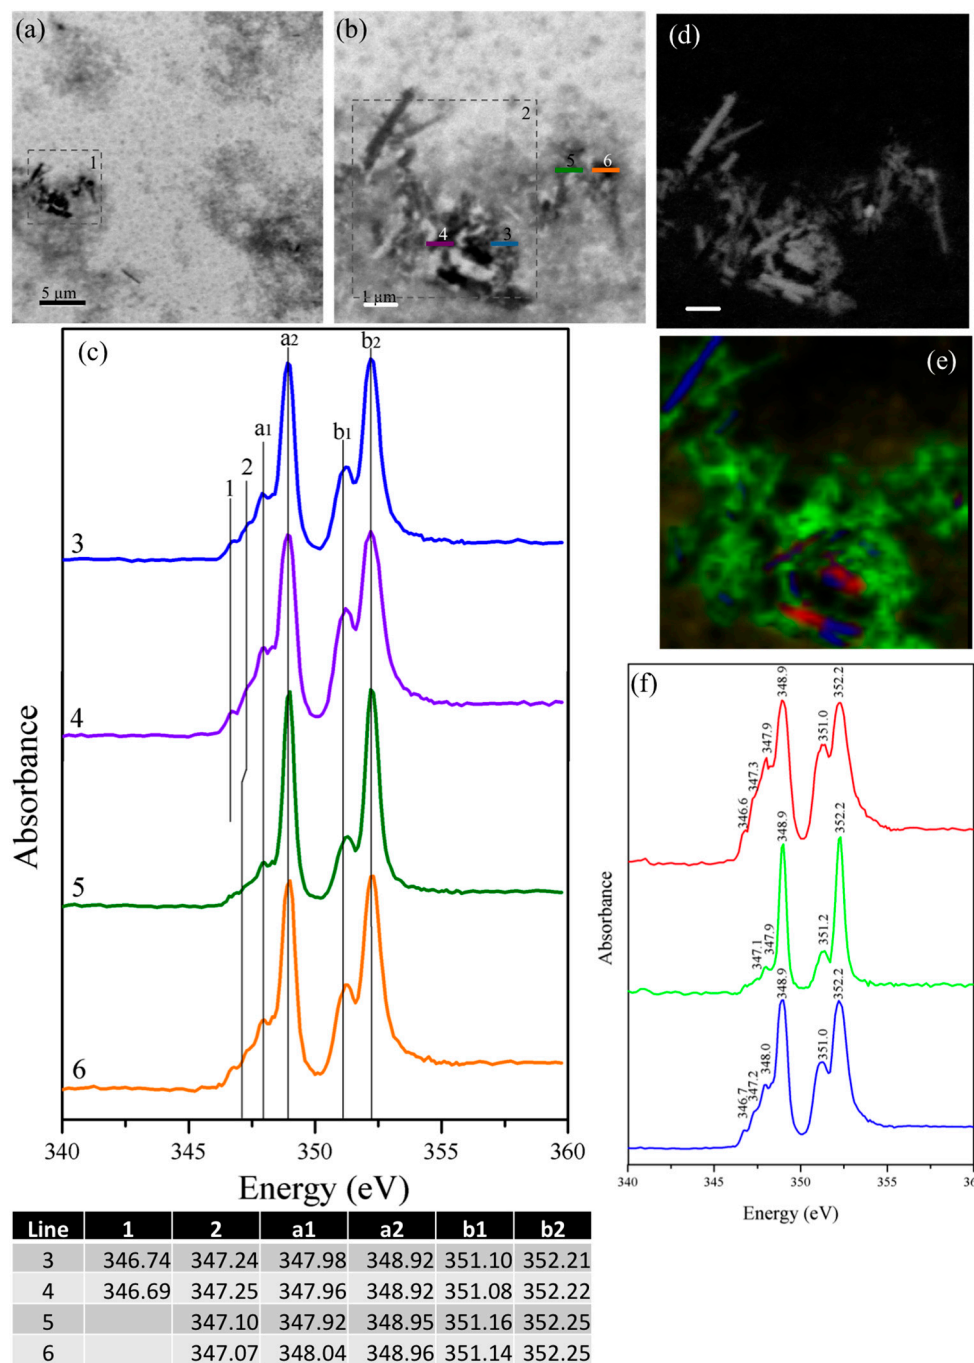 (a)
1
5 µm
(b)
2
5
6
4
3
1 µm
(d)
(c)
a2
b2
a1
b1
2
1
3
4
5
6
Absorbance
340
345
350
355
360
Energy (eV)
(e)
(f)
348.9
352.2
347.9
351.0
347.3
346.6
348.9
352.2
351.2
347.9
347.1
348.9
352.2
351.0
348.0
347.2
346.7
Absorbance
340
345
350
355
36
Energy (eV)
Line 1 2 a1 a2 b1 b2
3 346.74 347.24 347.98 348.92 351.10 352.21
4 346.69 347.25 347.96 348.92 351.08 352.22
5 347.10 347.92 348.95 351.16 352.25
6 347.07 348.04 348.96 351.14 352.25